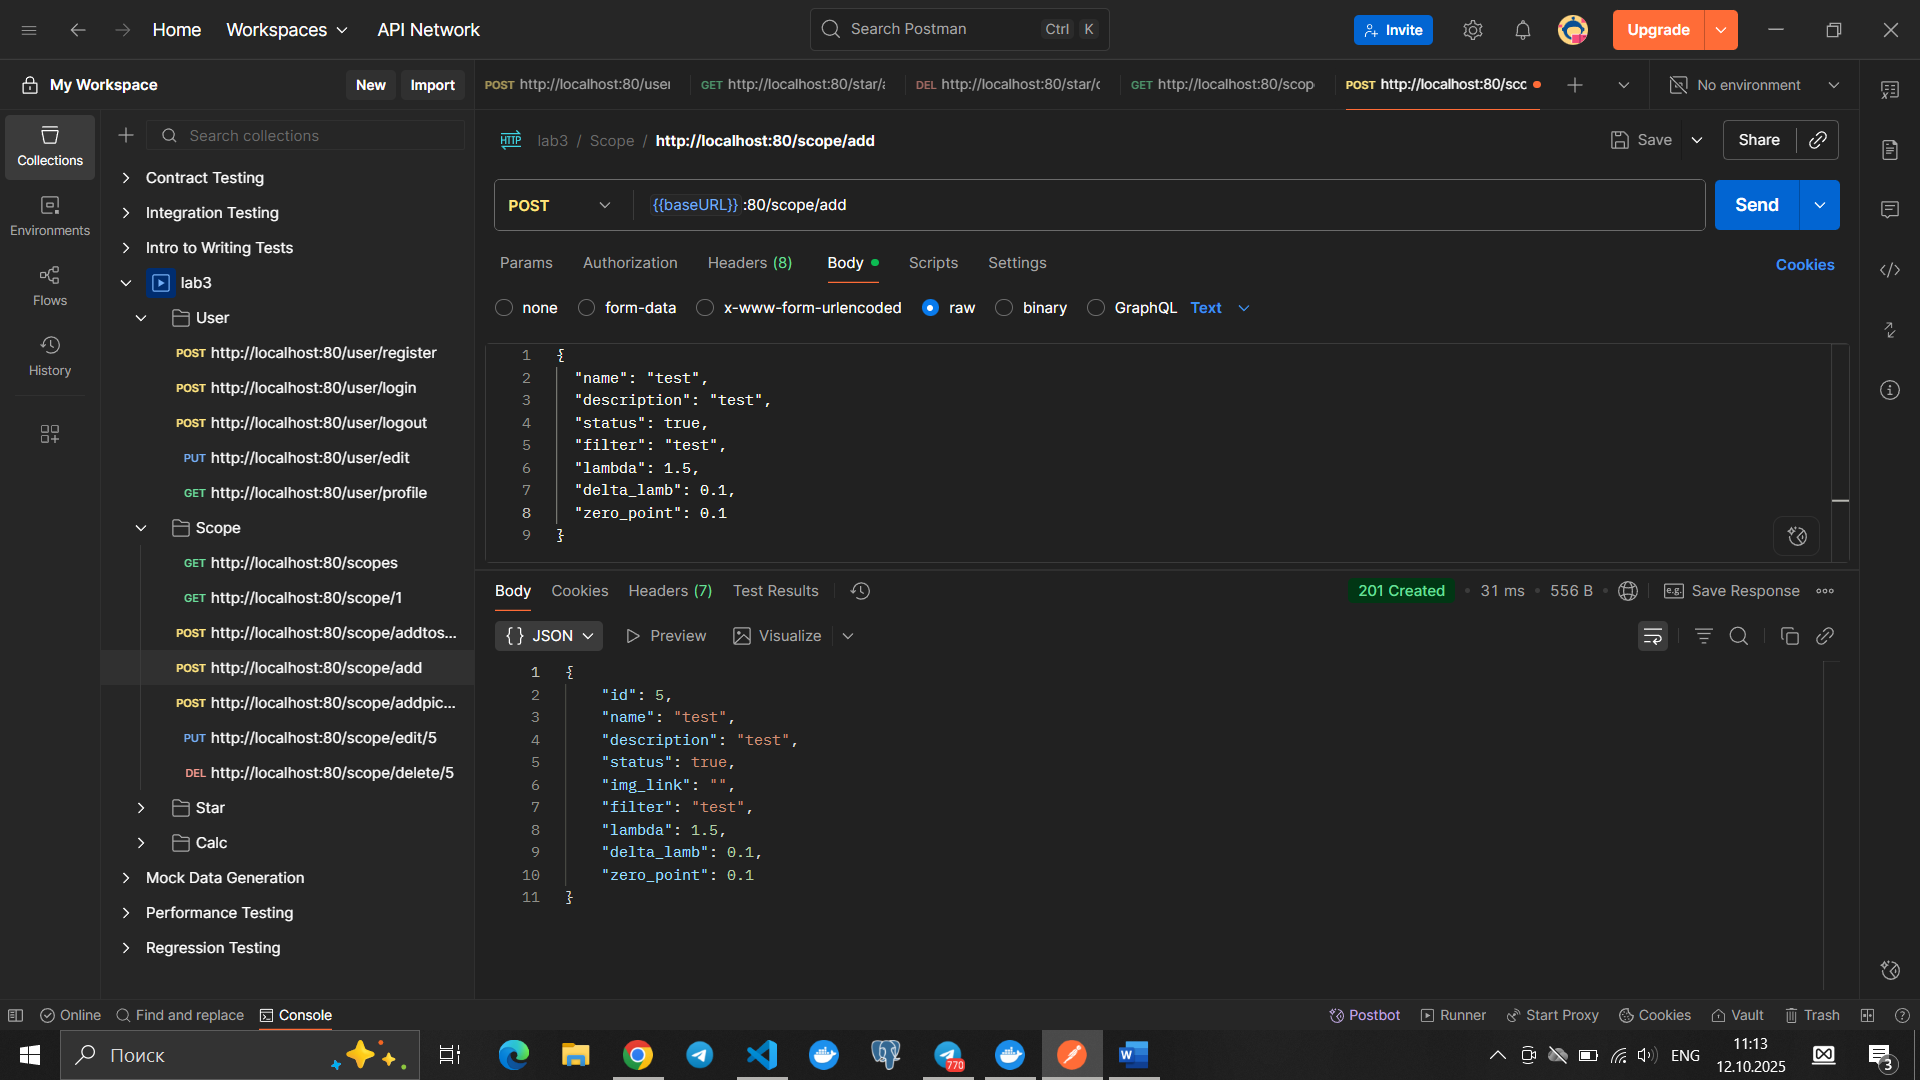 Home Workspaces API Network Search Postman Ctrl K Invite Upgrade
My Workspace New Import
POST http://localhost:80/user GET http://localhost:80/star/a DEL http://localhost:80/star/c GET http://localhost:80/scop POST http://localhost:80/sco No environment
Search collections
HTTP lab3 / Scope / http://localhost:80/scope/add Save Share
Collections
Environments
Flows
History
Contract Testing
Integration Testing
Intro to Writing Tests
lab3
User
POST http://localhost:80/user/register
POST http://localhost:80/user/login
POST http://localhost:80/user/logout
PUT http://localhost:80/user/edit
GET http://localhost:80/user/profile
Scope
GET http://localhost:80/scopes
GET http://localhost:80/scope/1
POST http://localhost:80/scope/addtos...
POST http://localhost:80/scope/add
POST http://localhost:80/scope/addpic...
PUT http://localhost:80/scope/edit/5
DEL http://localhost:80/scope/delete/5
Star
Calc
Mock Data Generation
Performance Testing
Regression Testing
POST {{baseURL}} :80/scope/add Send
Params Authorization Headers (8) Body Scripts Settings Cookies
none form-data x-www-form-urlencoded raw binary GraphQL Text
1 {
2 "name": "test",
3 "description": "test",
4 "status": true,
5 "filter": "test",
6 "lambda": 1.5,
7 "delta_lamb": 0.1,
8 "zero_point": 0.1
9 }
Body Cookies Headers (7) Test Results 201 Created 31 ms 556 B e.g. Save Response
{} JSON Preview Visualize
1 {
2 "id": 5,
3 "name": "test",
4 "description": "test",
5 "status": true,
6 "img_link": "",
7 "filter": "test",
8 "lambda": 1.5,
9 "delta_lamb": 0.1,
10 "zero_point": 0.1
11 }
Online Find and replace Console Postbot Runner Start Proxy Cookies Vault Trash
Поиск 770 W ENG 11:13
12.10.2025 3